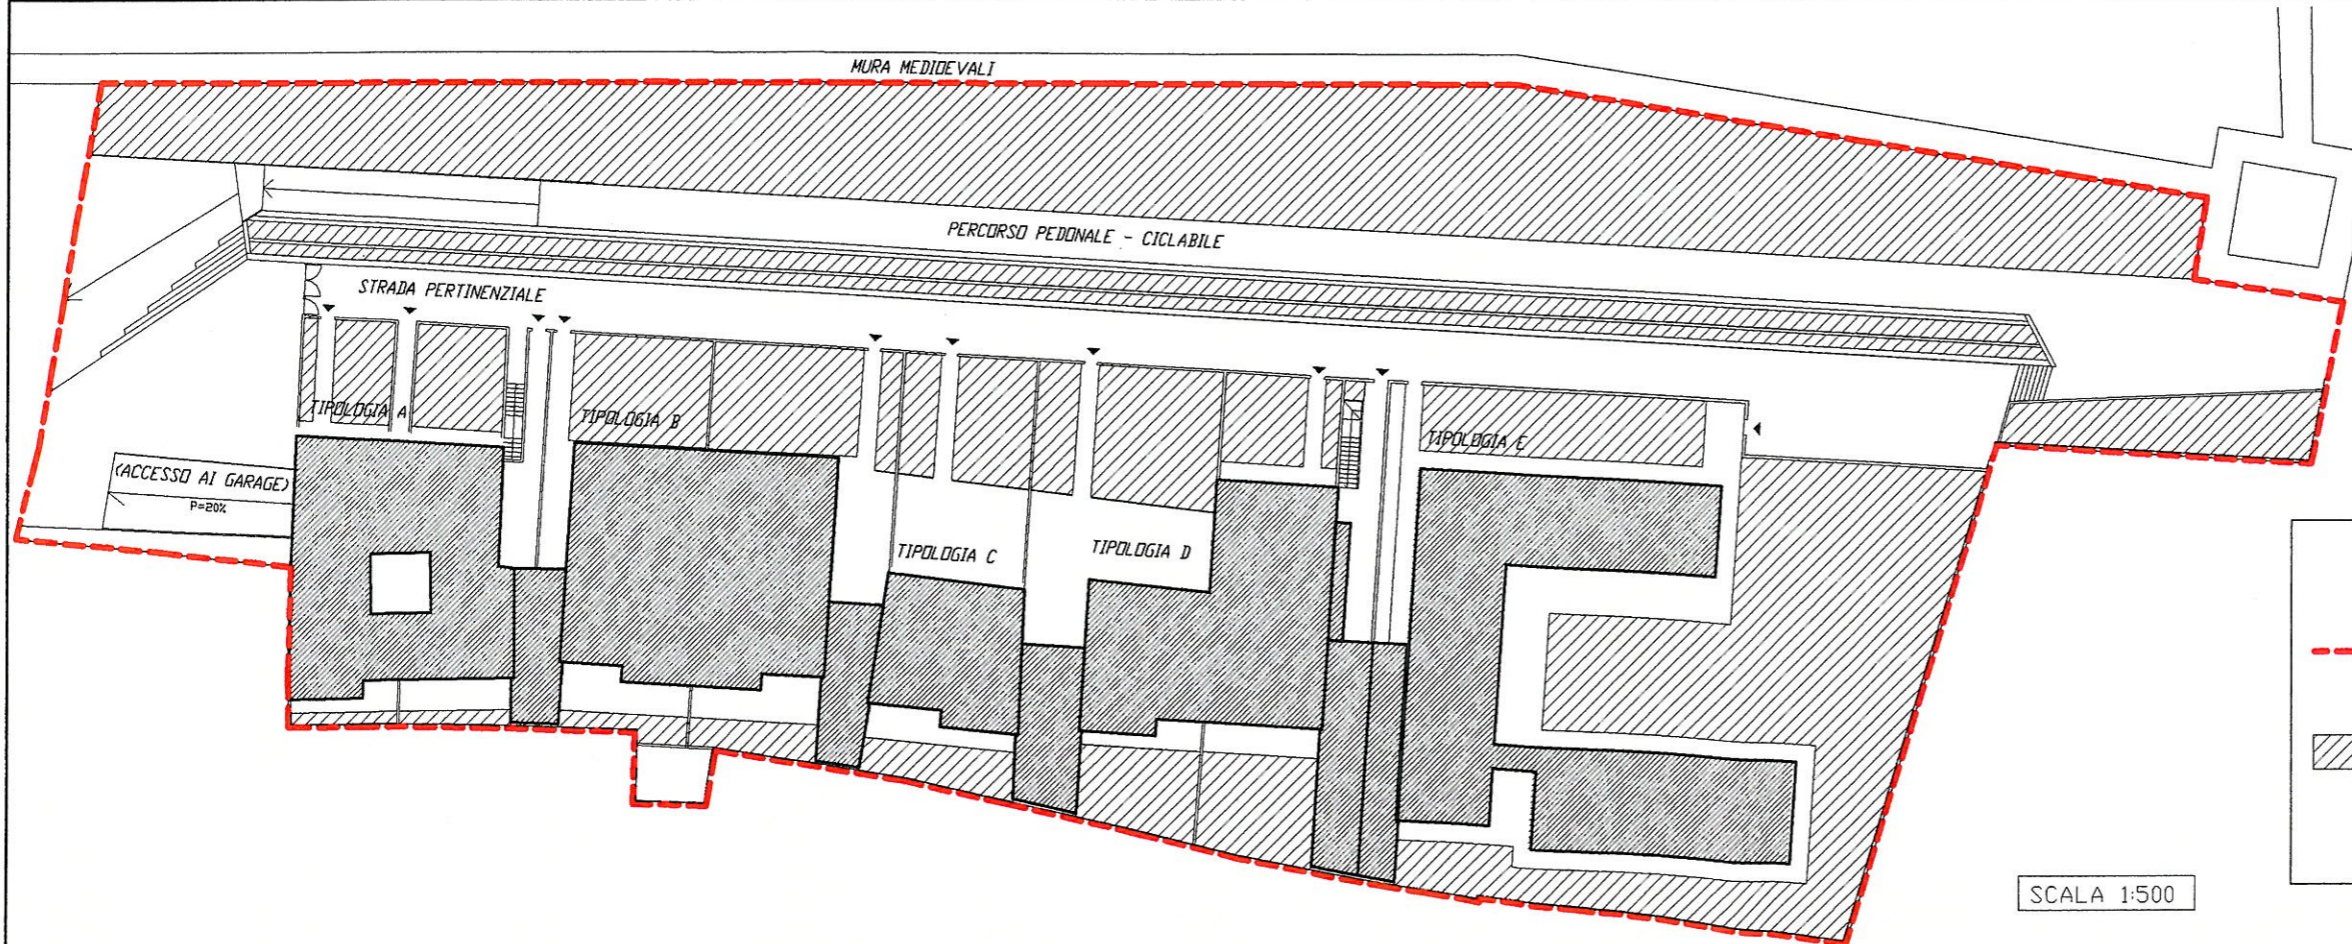 MURA MEDIOEVALI
PERCORSO PEDONALE - CICLABILE
STRADA PERTINENZIALE
TIPOLOGIA A
TIPOLOGIA B
TIPOLOGIA E
(ACCESSO AI GARAGE)
P=20%
TIPOLOGIA C
TIPOLOGIA D
SCALA 1:500